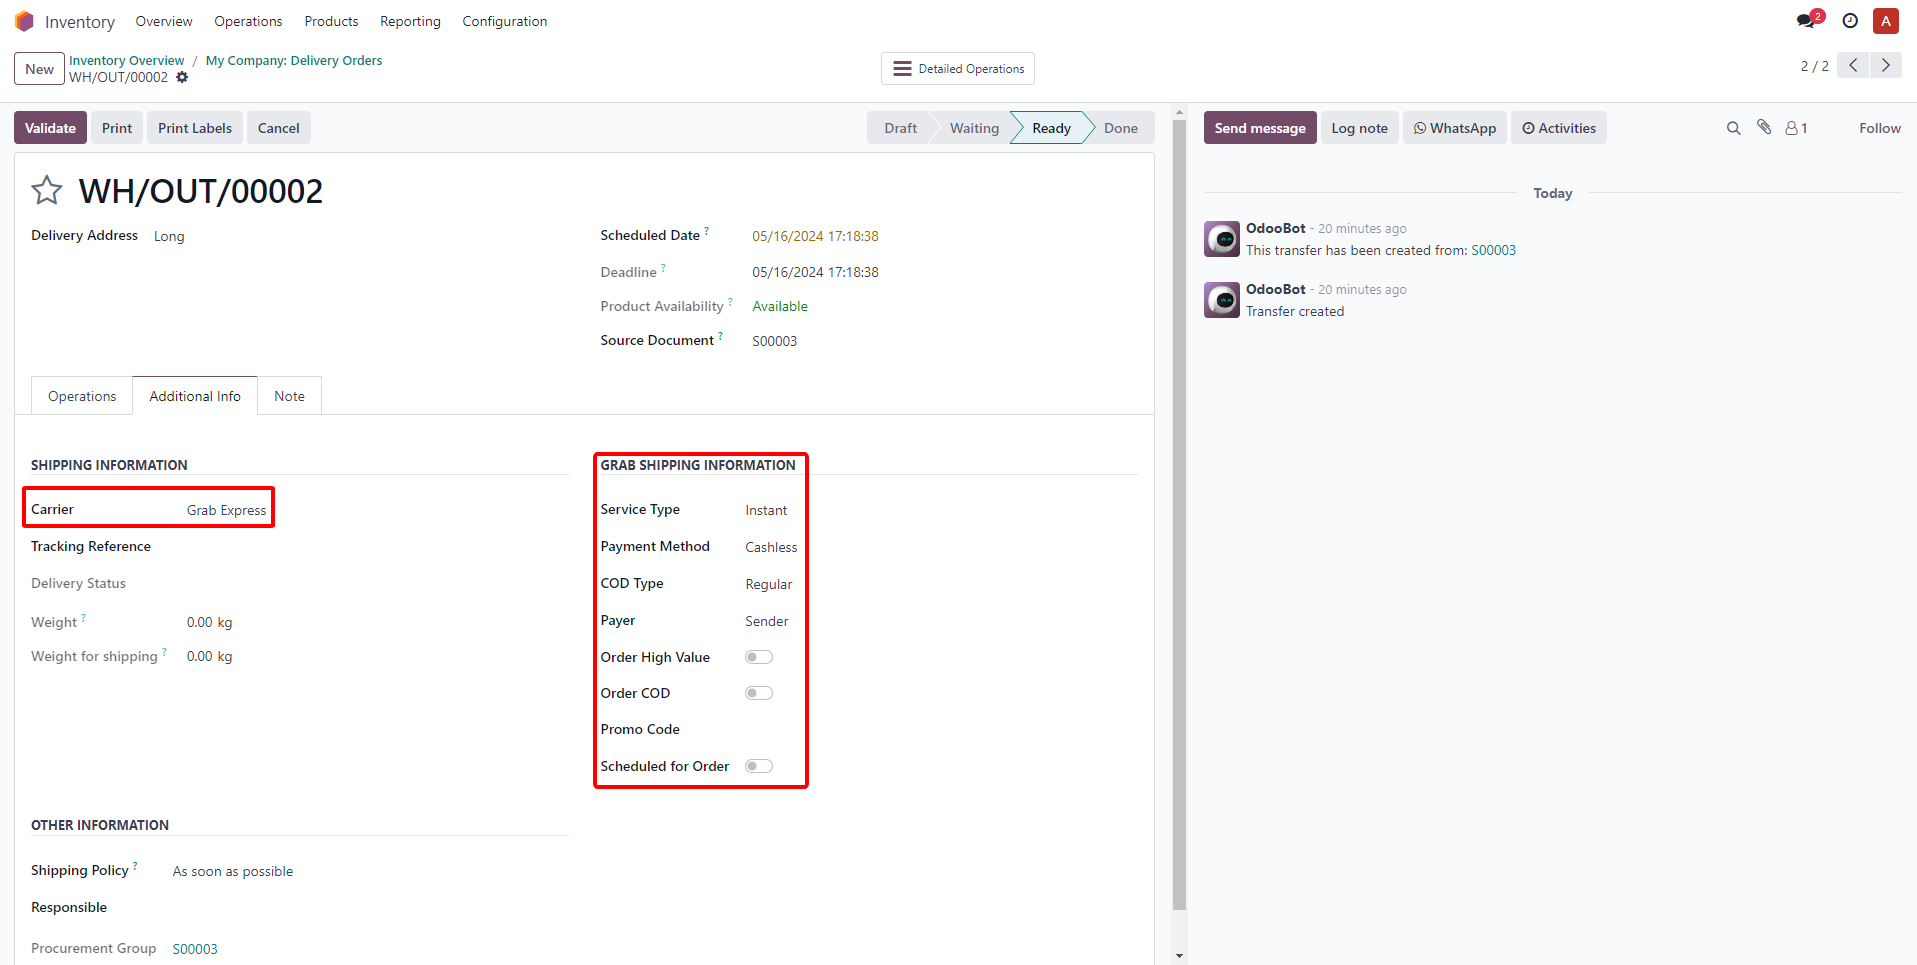 Inventory Overview Operations Products Reporting Configuration 2 A
New Inventory Overview / My Company: Delivery Orders
WH/OUT/00002
Detailed Operations
2 / 2
Validate Print Print Labels Cancel
Draft Waiting Ready Done
Send message Log note WhatsApp Activities 1 Follow
WH/OUT/00002
Delivery Address Long
Scheduled Date ? 05/16/2024 17:18:38
Deadline ? 05/16/2024 17:18:38
Product Availability ? Available
Source Document ? S00003
Operations Additional Info Note
SHIPPING INFORMATION
Carrier Grab Express
Tracking Reference
Delivery Status
Weight ? 0.00 kg
Weight for shipping ? 0.00 kg
GRAB SHIPPING INFORMATION
Service Type Instant
Payment Method Cashless
COD Type Regular
Payer Sender
Order High Value
Order COD
Promo Code
Scheduled for Order
OTHER INFORMATION
Shipping Policy ? As soon as possible
Responsible
Procurement Group S00003
Today
OdooBot - 20 minutes ago
This transfer has been created from: S00003
OdooBot - 20 minutes ago
Transfer created